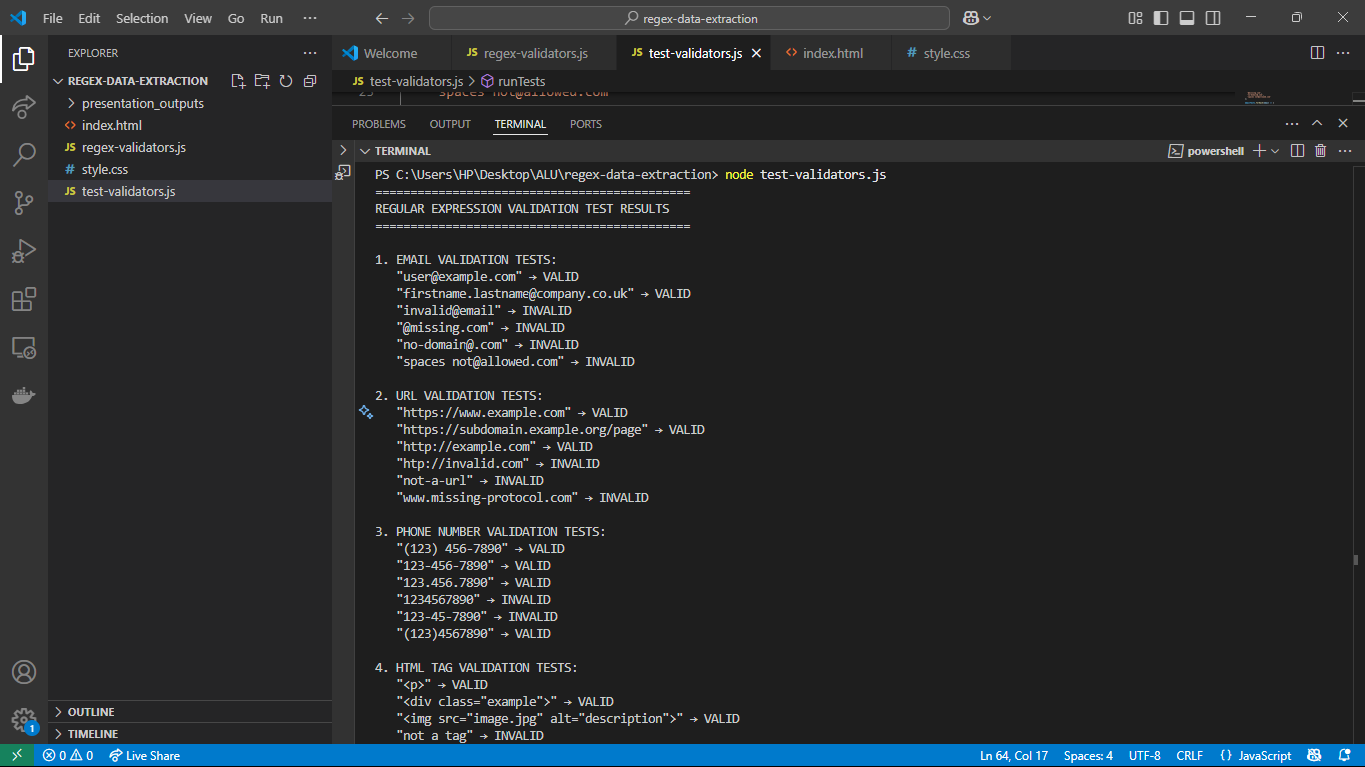 File Edit Selection View Go Run ···
regex-data-extraction
EXPLORER
REGEX-DATA-EXTRACTION
presentation_outputs
<> index.html
JS regex-validators.js
# style.css
JS test-validators.js
OUTLINE
TIMELINE
Welcome
JS regex-validators.js
JS test-validators.js
<> index.html
# style.css
JS test-validators.js > runTests
spaces not@allowed.com
PROBLEMS OUTPUT TERMINAL PORTS
TERMINAL
powershell
PS C:\Users\HP\Desktop\ALU\regex-data-extraction> node test-validators.js
=============================================
REGULAR EXPRESSION VALIDATION TEST RESULTS
=============================================
1. EMAIL VALIDATION TESTS:
"user@example.com" → VALID
"firstname.lastname@company.co.uk" → VALID
"invalid@email" → INVALID
"@missing.com" → INVALID
"no-domain@.com" → INVALID
"spaces not@allowed.com" → INVALID
2. URL VALIDATION TESTS:
"https://www.example.com" → VALID
"https://subdomain.example.org/page" → VALID
"http://example.com" → VALID
"htp://invalid.com" → INVALID
"not-a-url" → INVALID
"www.missing-protocol.com" → INVALID
3. PHONE NUMBER VALIDATION TESTS:
"(123) 456-7890" → VALID
"123-456-7890" → VALID
"123.456.7890" → VALID
"1234567890" → INVALID
"123-45-7890" → INVALID
"(123)4567890" → VALID
4. HTML TAG VALIDATION TESTS:
"<p>" → VALID
"<div class="example">" → VALID
"<img src="image.jpg" alt="description">" → VALID
"not a tag" → INVALID
1
0 0 Live Share
Ln 64, Col 17 Spaces: 4 UTF-8 CRLF {} JavaScript